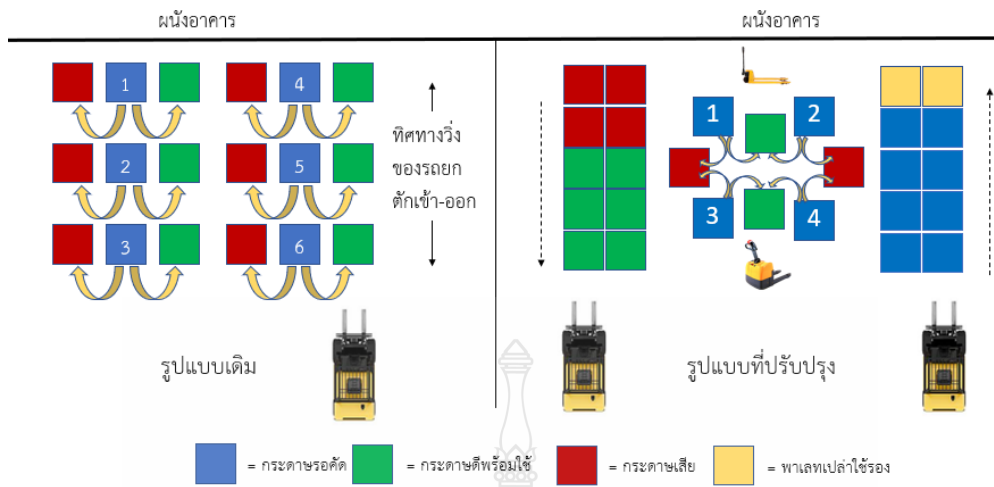 ผนังอาคาร
ผนังอาคาร
1
4
2
5
3
6
ทิศทางวิ่ง
ของรถยก
ตักเข้า-ออก
1
2
3
4
รูปแบบเดิม
รูปแบบที่ปรับปรุง
= กระดาษรอคัด
= กระดาษดีพร้อมใช้
= กระดาษเสีย
= พาเลทเปล่าใช้รอง